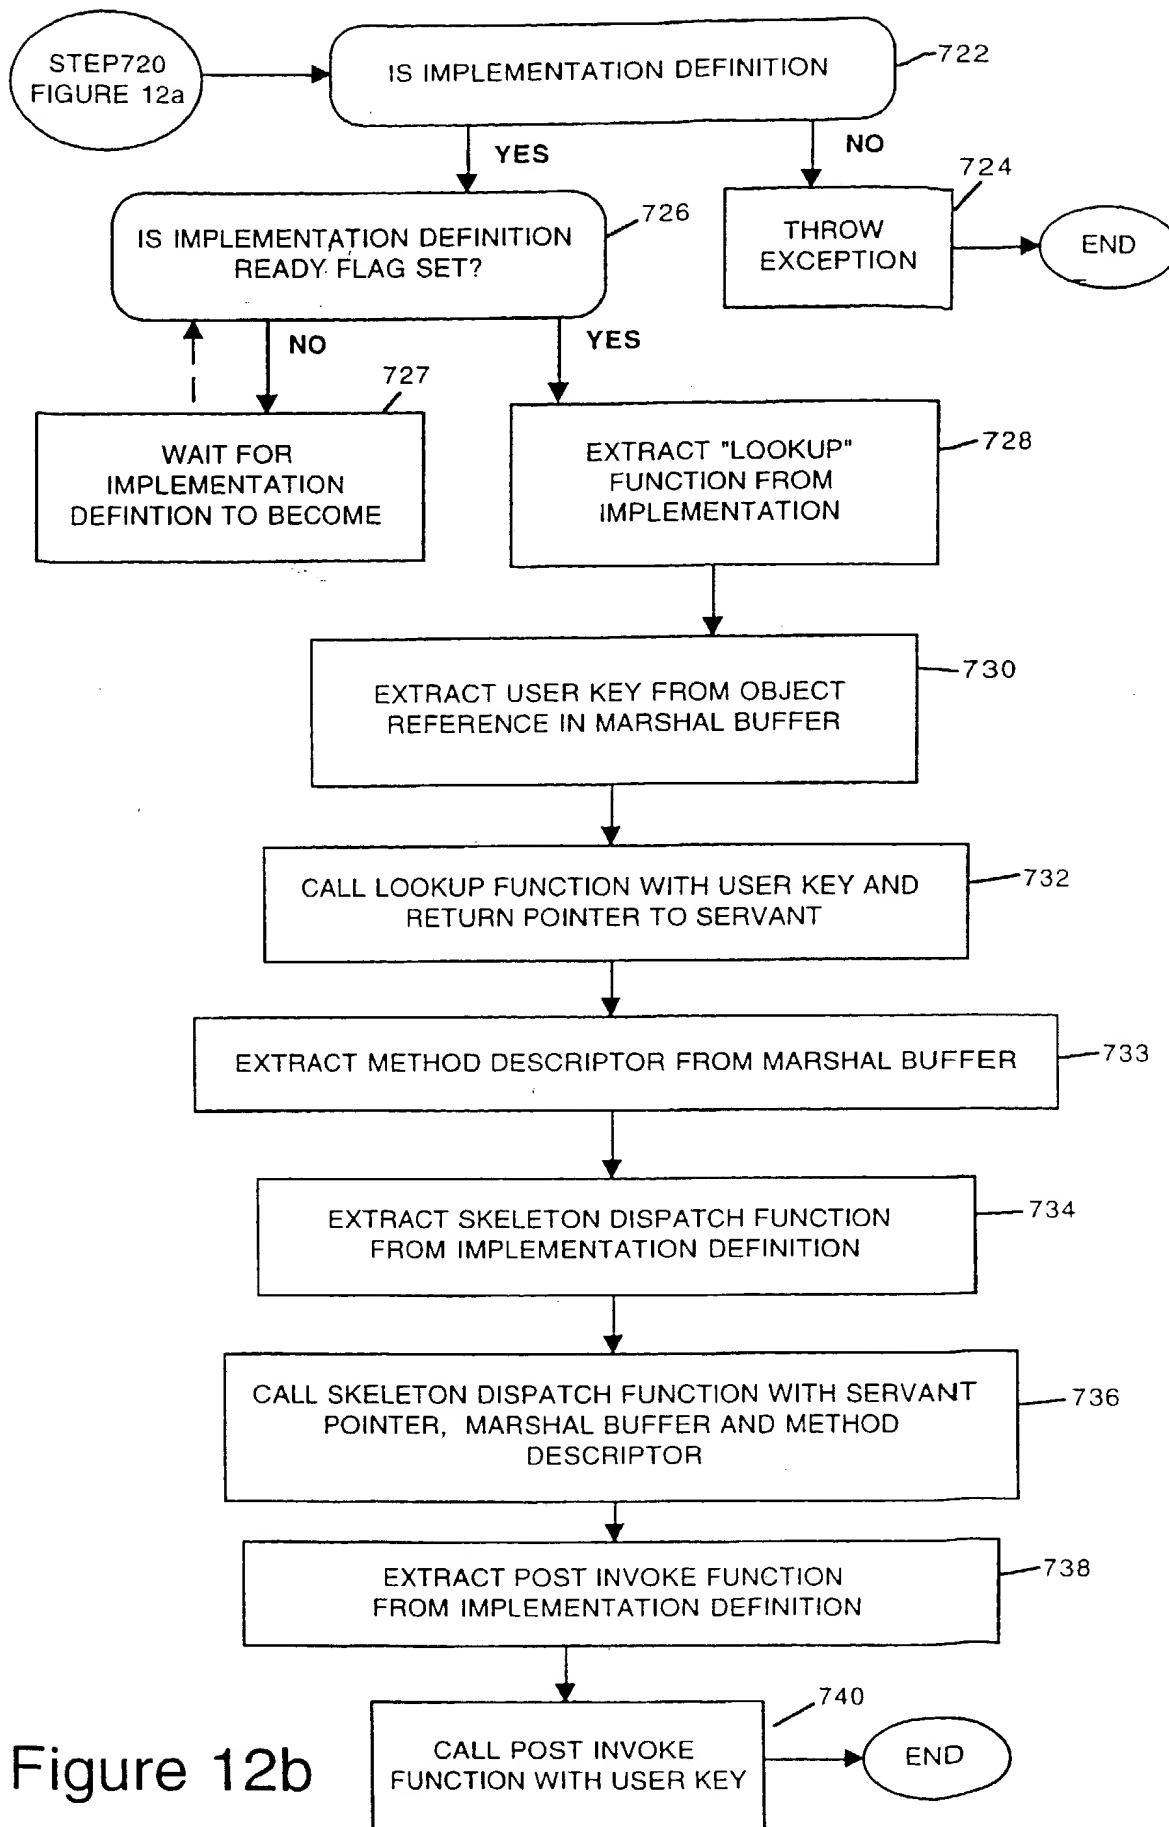 STEP720
FIGURE 12a
IS IMPLEMENTATION DEFINITION
722
YES
NO
724
THROW
EXCEPTION
END
726
IS IMPLEMENTATION DEFINITION
READY FLAG SET?
NO
YES
727
WAIT FOR
IMPLEMENTATION
DEFINTION TO BECOME
EXTRACT "LOOKUP"
FUNCTION FROM
IMPLEMENTATION
728
EXTRACT USER KEY FROM OBJECT
REFERENCE IN MARSHAL BUFFER
730
CALL LOOKUP FUNCTION WITH USER KEY AND
RETURN POINTER TO SERVANT
732
EXTRACT METHOD DESCRIPTOR FROM MARSHAL BUFFER
733
EXTRACT SKELETON DISPATCH FUNCTION
FROM IMPLEMENTATION DEFINITION
734
CALL SKELETON DISPATCH FUNCTION WITH SERVANT
POINTER, MARSHAL BUFFER AND METHOD
DESCRIPTOR
736
EXTRACT POST INVOKE FUNCTION
FROM IMPLEMENTATION DEFINITION
738
740
CALL POST INVOKE
FUNCTION WITH USER KEY
END
Figure 12b